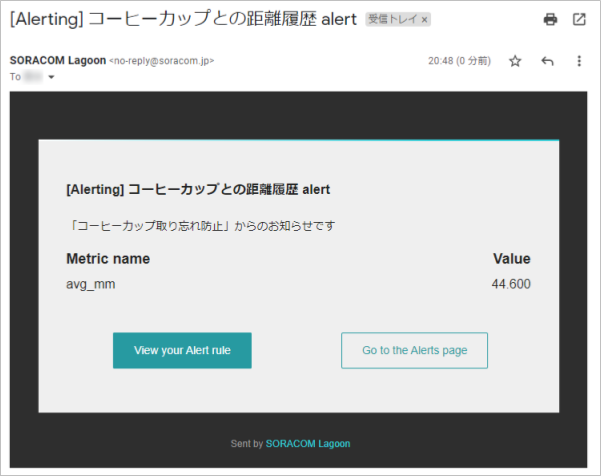 [Alerting] コーヒーカップとの距離履歴 alert 受信トレイ ×
SORACOM Lagoon <no-reply@soracom.jp> 20:48 (0 分前)
To
[Alerting] コーヒーカップとの距離履歴 alert
「コーヒーカップ取り忘れ防止」からのお知らせです
Metric name Value
avg_mm 44.600
View your Alert rule Go to the Alerts page
Sent by SORACOM Lagoon